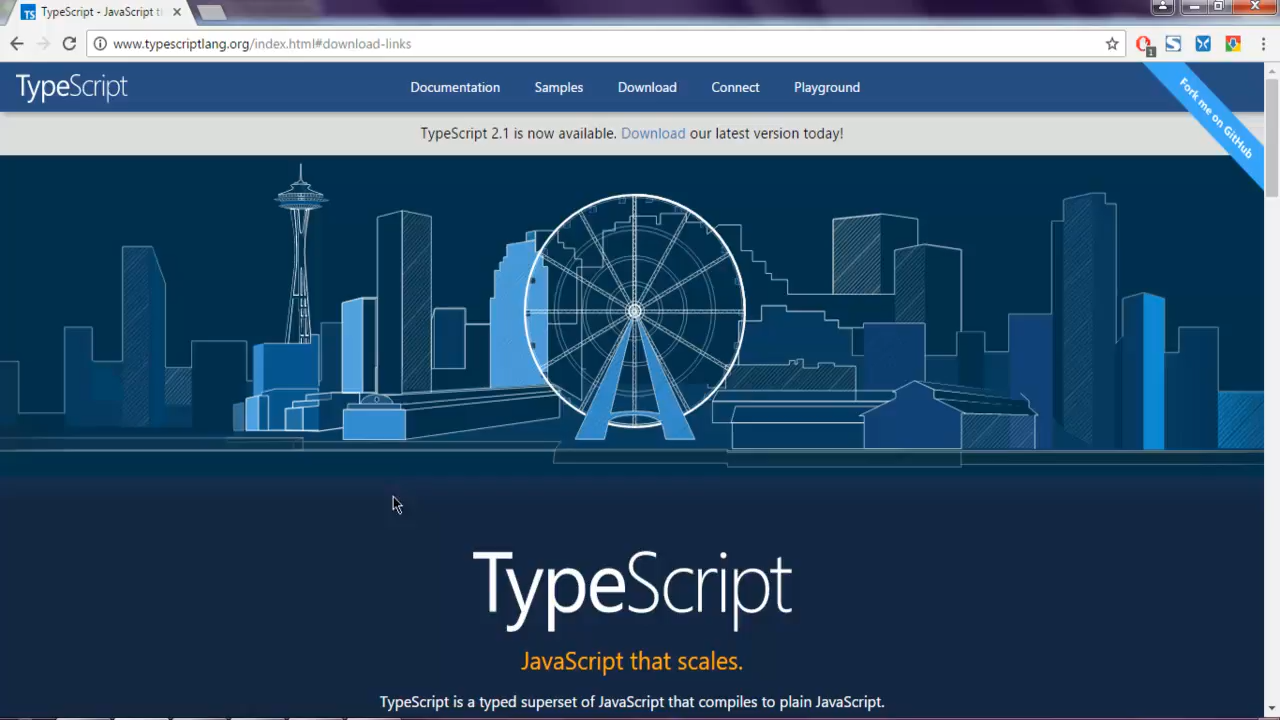 TypeScript - JavaScript t
www.typescriptlang.org/index.html#download-links
1
TypeScript
Documentation
Samples
Download
Connect
Playground
Fork me on GitHub
TypeScript 2.1 is now available. Download our latest version today!
TypeScript
JavaScript that scales.
TypeScript is a typed superset of JavaScript that compiles to plain JavaScript.